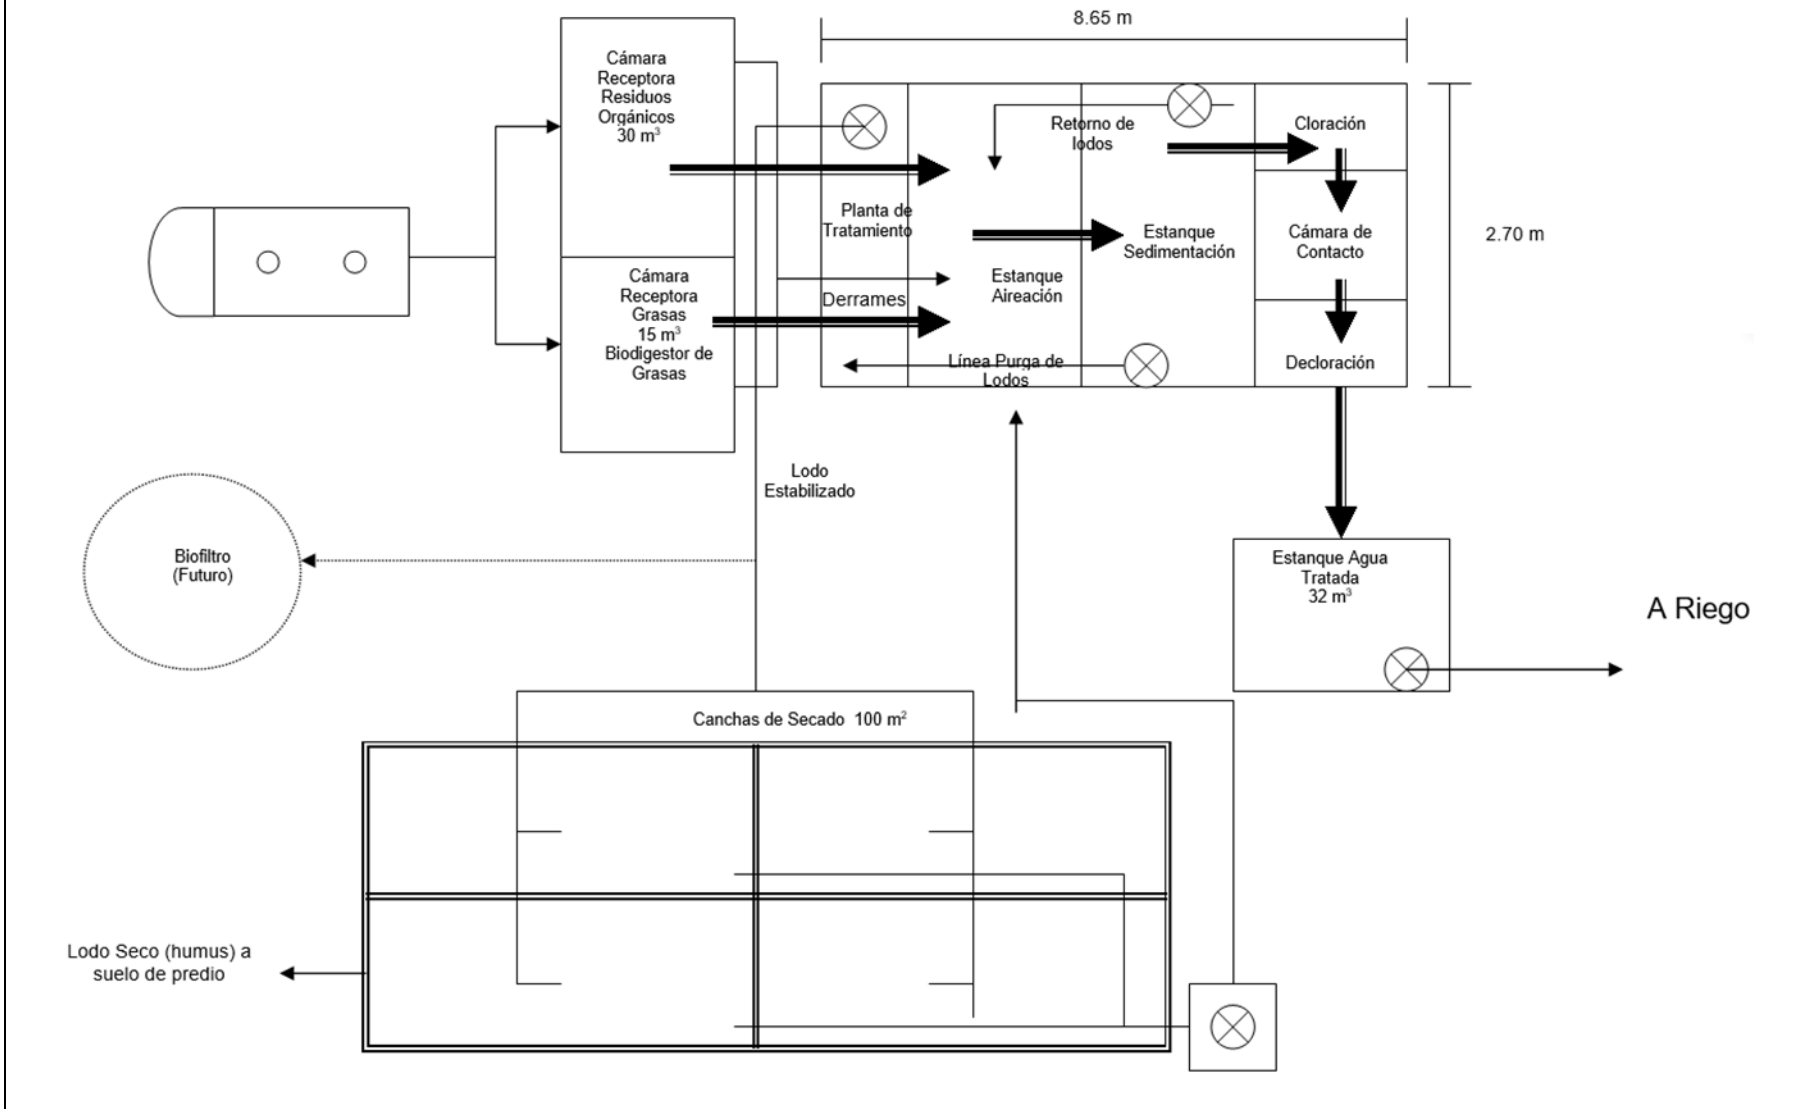 8.65 m
Cámara
Receptora
Residuos
Orgánicos
30 m³
Cloración
Retorno de
lodos
Planta de
Tratamiento
Estanque
Sedimentación
Cámara de
Contacto
2.70 m
Cámara
Receptora
Grasas
15 m³
Biodigestor de
Grasas
Estanque
Aireación
Derrames
Línea Purga de
Lodos
Decloración
Lodo
Estabilizado
Biofiltro
(Futuro)
Estanque Agua
Tratada
32 m³
A Riego
Canchas de Secado 100 m²
Lodo Seco (humus) a
suelo de predio